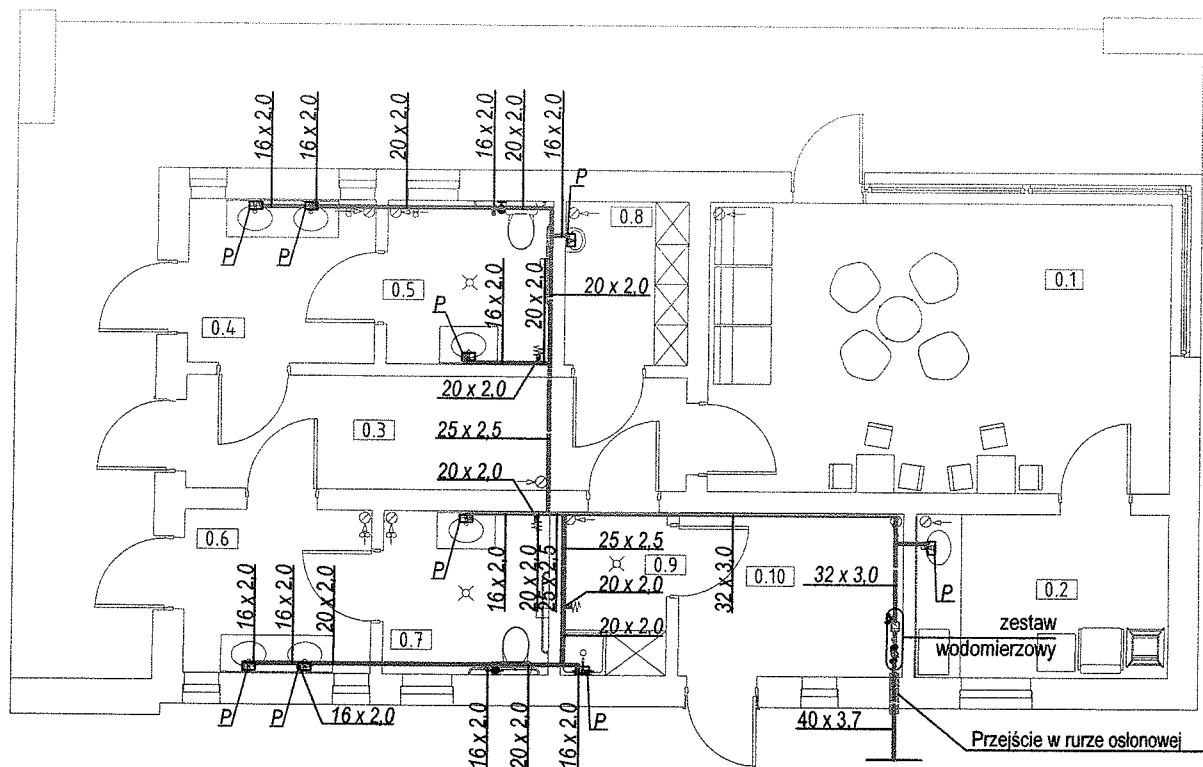 16 x 2,0
16 x 2,0
20 x 2,0
16 x 2,0
20 x 2,0
16 x 2,0
P
0.8
P
P
0.5
16 x 2,0
20 x 2,0
20 x 2,0
0.1
0.4
P
20 x 2,0
0.3
25 x 2,5
20 x 2,0
0.6
P
16 x 2,0
20 x 2,0
25 x 2,5
25 x 2,5
0.9
20 x 2,0
20 x 2,0
32 x 3,0
0.10
32 x 3,0
P
0.2
16 x 2,0
16 x 2,0
20 x 2,0
0.7
zestaw
wodomierzowy
P
P
16 x 2,0
16 x 2,0
20 x 2,0
16 x 2,0
P
40 x 3,7
Przejście w rurze osłonowej